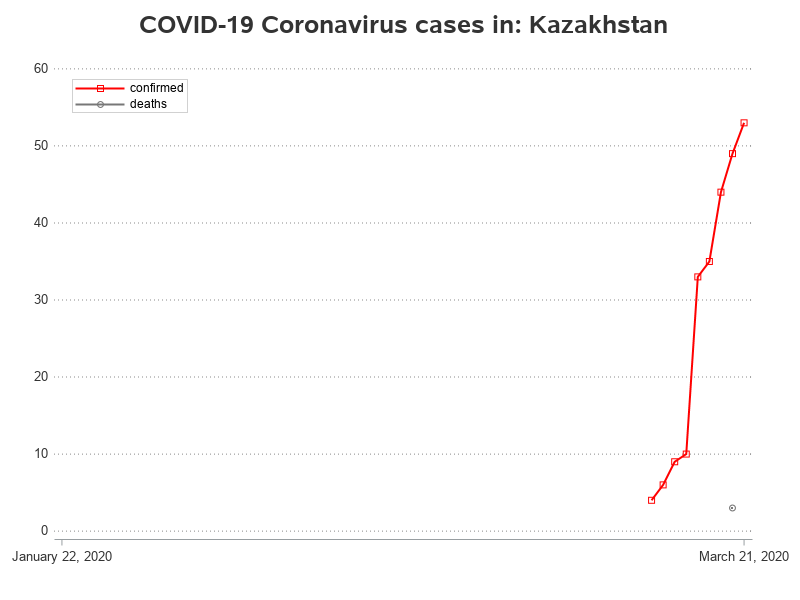 COVID-19 Coronavirus cases in: Kazakhstan
60
confirmed
deaths
50
40
30
20
10
0
January 22, 2020
March 21, 2020